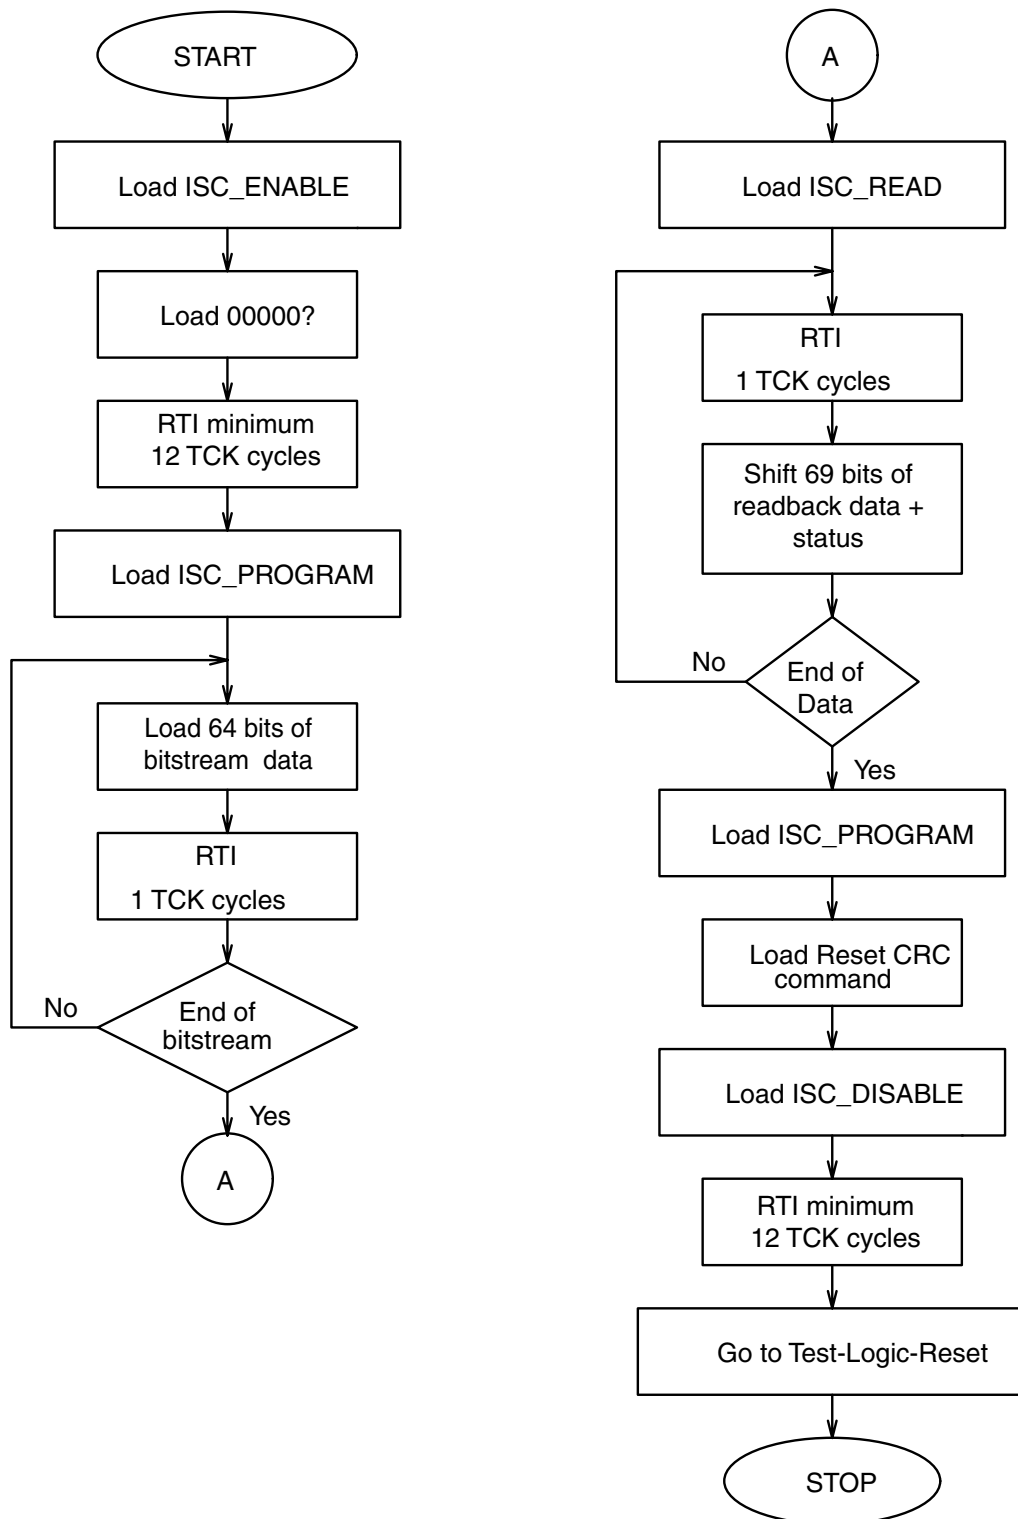 START
Load ISC_ENABLE
Load 00000?
RTI minimum
12 TCK cycles
Load ISC_PROGRAM
Load 64 bits of
bitstream data
RTI
1 TCK cycles
End of
bitstream
No
Yes
A
A
Load ISC_READ
RTI
1 TCK cycles
Shift 69 bits of
readback data +
status
End of
Data
No
Yes
Load ISC_PROGRAM
Load Reset CRC
command
Load ISC_DISABLE
RTI minimum
12 TCK cycles
Go to Test-Logic-Reset
STOP